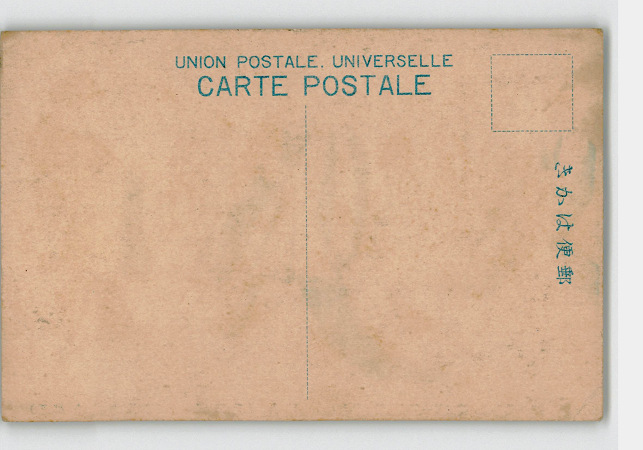 UNION POSTALE. UNIVERSELLE
CARTE POSTALE
きかは便郵